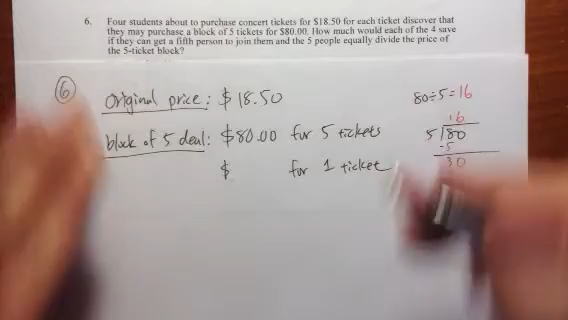 6. Four students about to purchase concert tickets for $18.50 for each ticket discover that
they may purchase a block of 5 tickets for $80.00. How much would each of the 4 save
if they can get a fifth person to join them and the 5 people equally divide the price of
the 5-ticket block?
6
original price: $18.50
80÷5=16
16
block of 5 deal: $80.00 for 5 tickets
5 80
-5
$ for 1 ticket
30